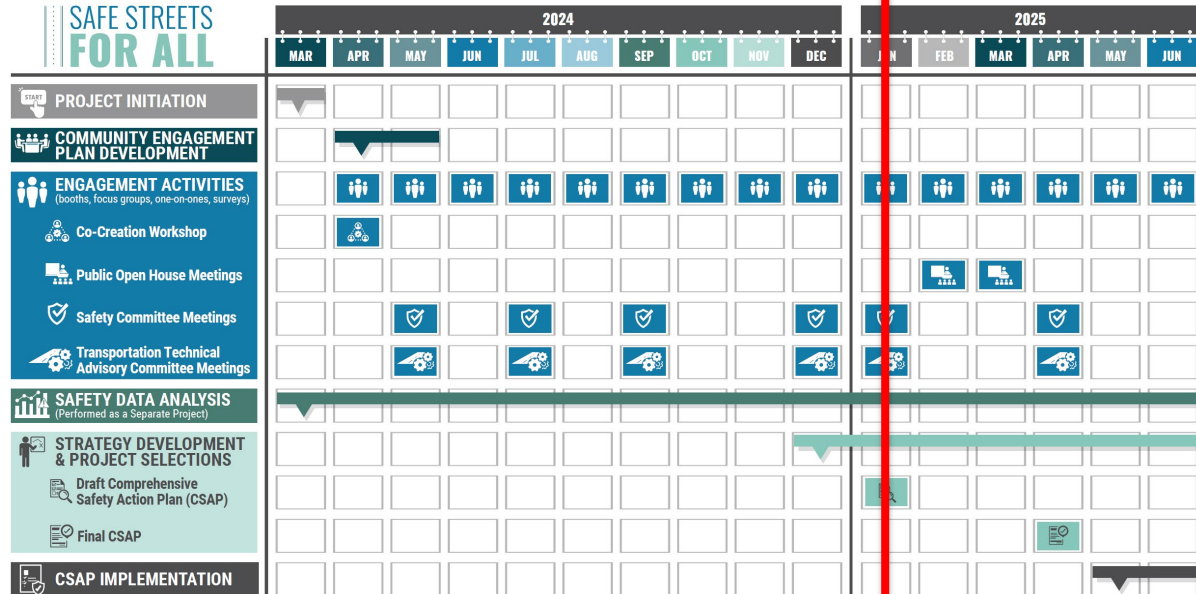 SAFE STREETS
FOR ALL
2024
2025
MAR APR MAY JUN JUL AUG SEP OCT NOV DEC FEB MAR APR MAY JUN
START
PROJECT INITIATION
COMMUNITY ENGAGEMENT
PLAN DEVELOPMENT
ENGAGEMENT ACTIVITIES
(booths, focus groups, one-on-ones, surveys)
Co-Creation Workshop
Public Open House Meetings
Safety Committee Meetings
Transportation Technical
Advisory Committee Meetings
SAFETY DATA ANALYSIS
(Performed as a Separate Project)
STRATEGY DEVELOPMENT
& PROJECT SELECTIONS
Draft Comprehensive
Safety Action Plan (CSAP)
Final CSAP
CSAP IMPLEMENTATION